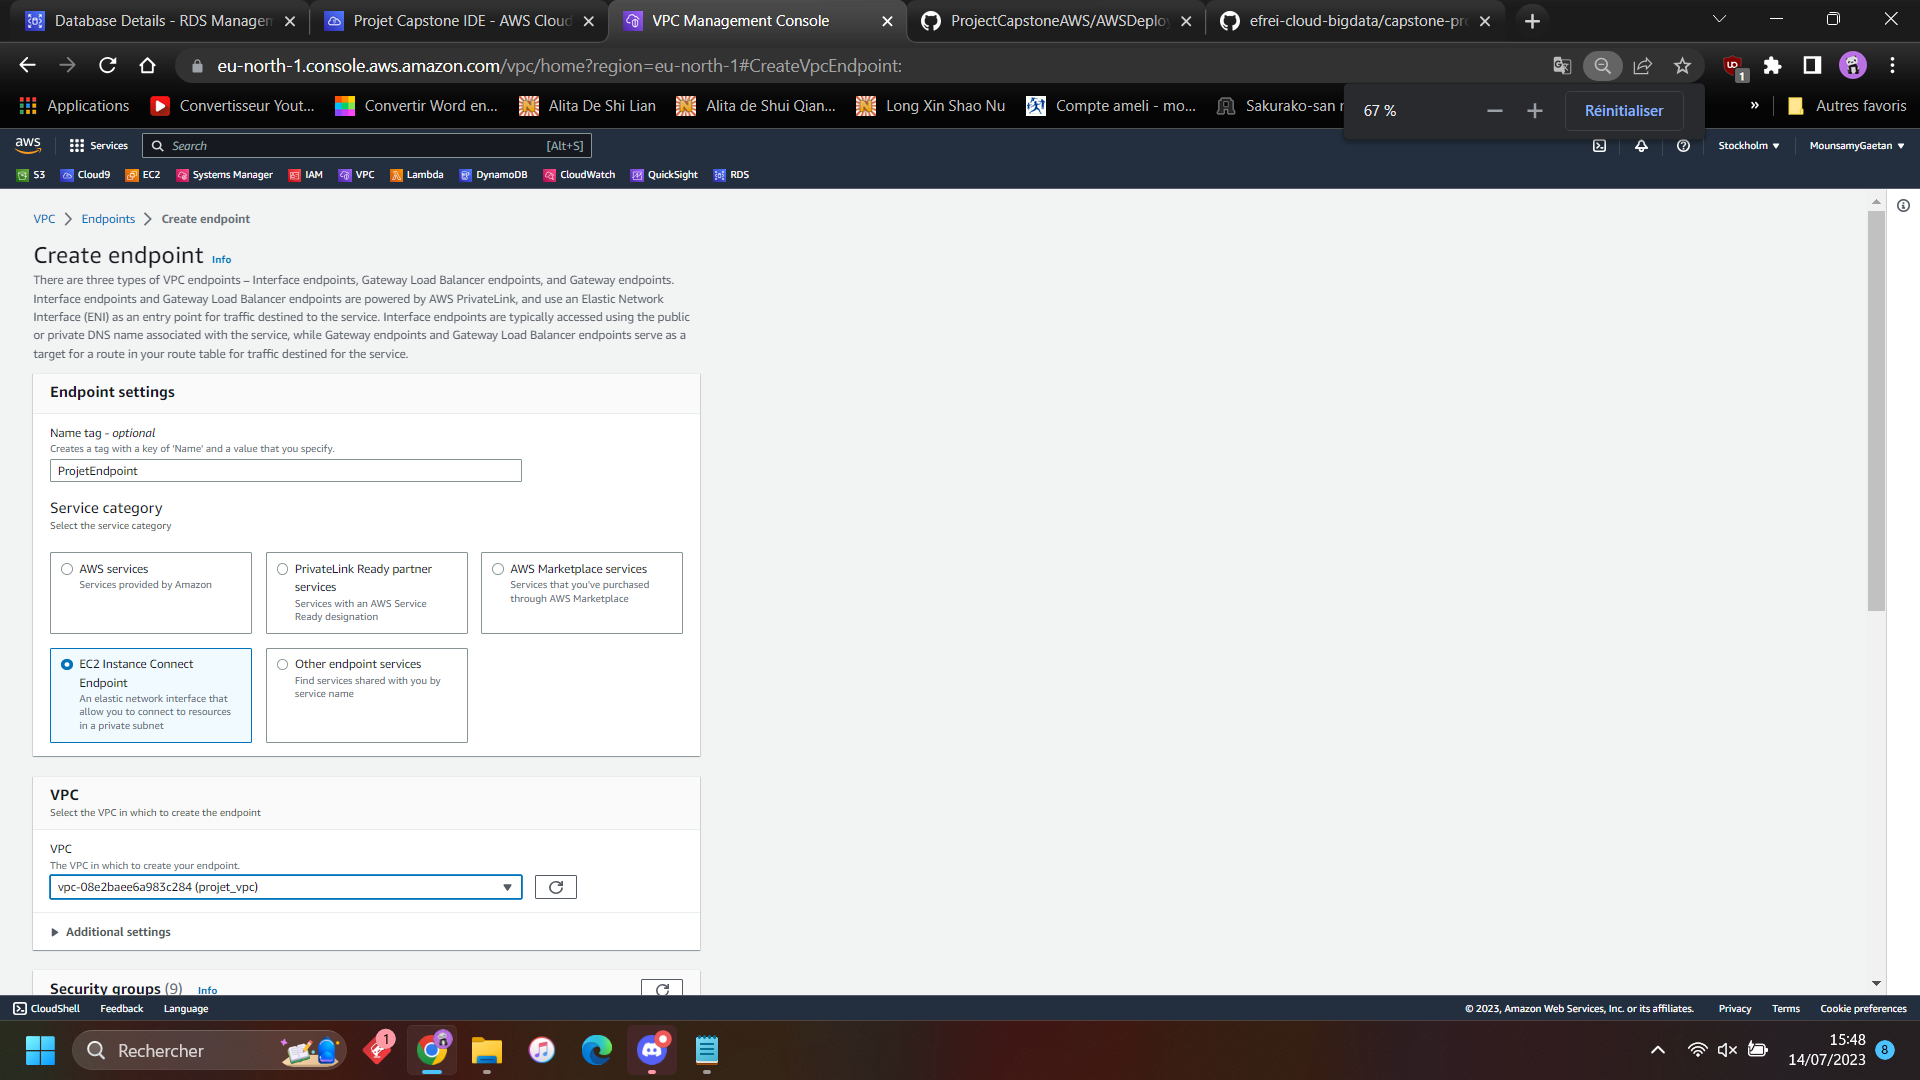 Database Details - RDS Managem
Projet Capstone IDE - AWS Cloud
VPC Management Console
ProjectCapstoneAWS/AWSDeploy
efrei-cloud-bigdata/capstone-pro
eu-north-1.console.aws.amazon.com/vpc/home?region=eu-north-1#CreateVpcEndpoint:
1
Applications
Convertisseur Yout...
Convertir Word en...
Alita De Shi Lian
Alita de Shui Qian...
Long Xin Shao Nu
Compte ameli - mo...
Sakurako-san
»
Autres favoris
67 %
Réinitialiser
aws
Services
Search
[Alt+S]
Stockholm
MounsamyGaetan
S3
Cloud9
EC2
Systems Manager
IAM
VPC
Lambda
DynamoDB
CloudWatch
QuickSight
RDS
VPC
Endpoints
Create endpoint
Create endpoint Info
There are three types of VPC endpoints – Interface endpoints, Gateway Load Balancer endpoints, and Gateway endpoints.
Interface endpoints and Gateway Load Balancer endpoints are powered by AWS PrivateLink, and use an Elastic Network
Interface (ENI) as an entry point for traffic destined to the service. Interface endpoints are typically accessed using the public
or private DNS name associated with the service, while Gateway endpoints and Gateway Load Balancer endpoints serve as a
target for a route in your route table for traffic destined for the service.
Endpoint settings
Name tag - optional
Creates a tag with a key of 'Name' and a value that you specify.
ProjetEndpoint
Service category
Select the service category
AWS services
Services provided by Amazon
PrivateLink Ready partner
services
Services with an AWS Service
Ready designation
AWS Marketplace services
Services that you've purchased
through AWS Marketplace
EC2 Instance Connect
Endpoint
An elastic network interface that
allow you to connect to resources
in a private subnet
Other endpoint services
Find services shared with you by
service name
VPC
Select the VPC in which to create the endpoint
VPC
The VPC in which to create your endpoint.
vpc-08e2baee6a983c284 (projet_vpc)
Additional settings
Security groups (9) Info
CloudShell
Feedback
Language
© 2023, Amazon Web Services, Inc. or its affiliates.
Privacy
Terms
Cookie preferences
Rechercher
1
15:48
14/07/2023
8